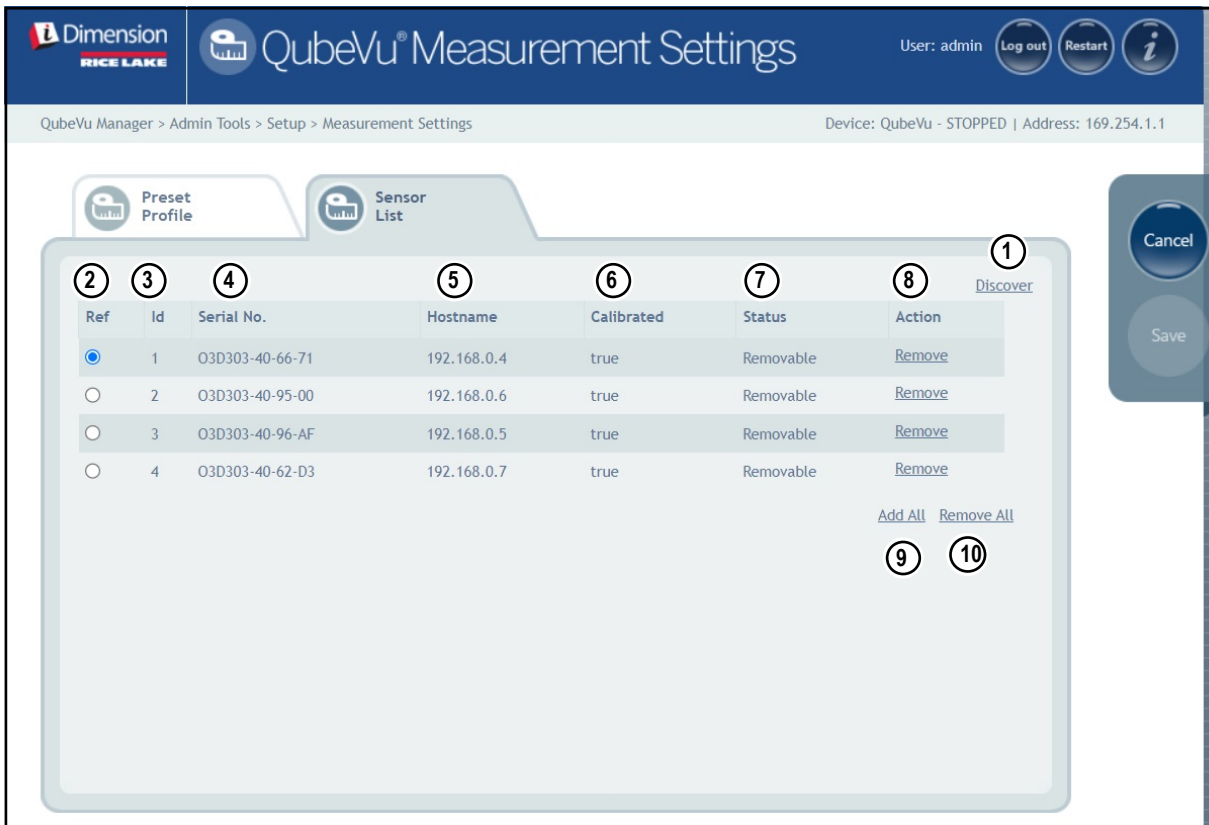 iDimension
RICE LAKE
QubeVu® Measurement Settings
User: admin
Log out
Restart
i
QubeVu Manager > Admin Tools > Setup > Measurement Settings
Device: QubeVu - STOPPED | Address: 169.254.1.1
Preset
Profile
Sensor
List
Cancel
Save
1
Discover
2 3 4 5 6 7 8
Ref Id Serial No. Hostname Calibrated Status Action
1 O3D303-40-66-71 192.168.0.4 true Removable Remove
2 O3D303-40-95-00 192.168.0.6 true Removable Remove
3 O3D303-40-96-AF 192.168.0.5 true Removable Remove
4 O3D303-40-62-D3 192.168.0.7 true Removable Remove
Add All Remove All
9 10